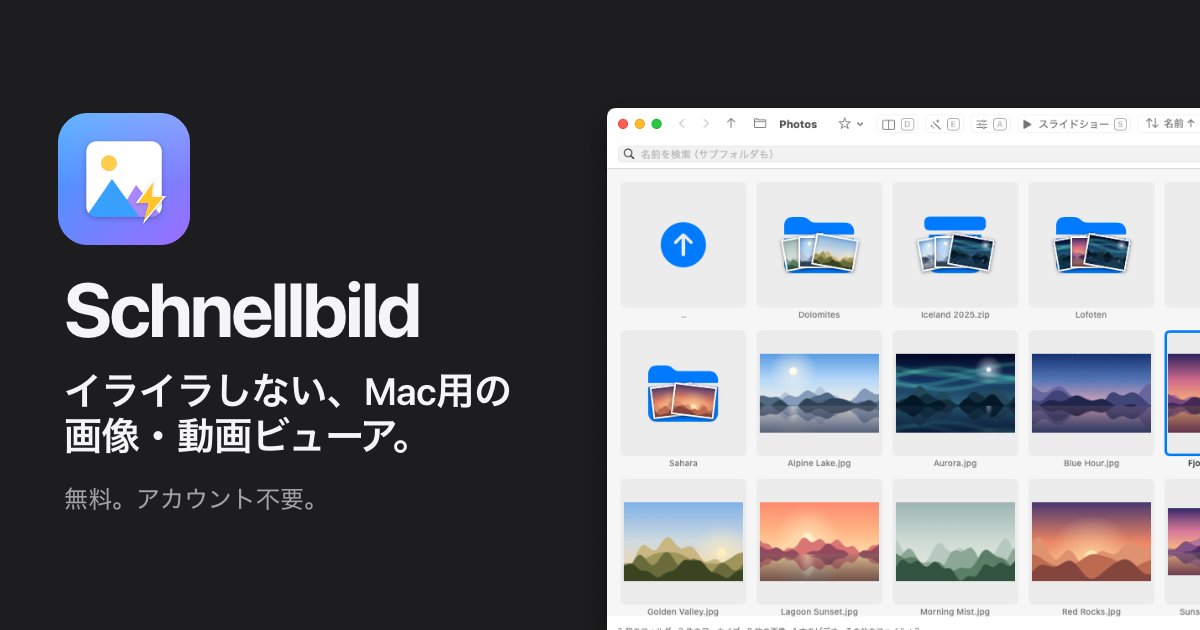 Schnellbild
イライラしない、Mac用の
画像・動画ビューア。
無料。アカウント不要。
Photos
D
E
A
スライドショー S
名前
名前を検索 (サブフォルダも)
..
Dolomites
Iceland 2025.zip
Lofoten
Sahara
Alpine Lake.jpg
Aurora.jpg
Blue Hour.jpg
Fjo
Golden Valley.jpg
Lagoon Sunset.jpg
Morning Mist.jpg
Red Rocks.jpg
Suns